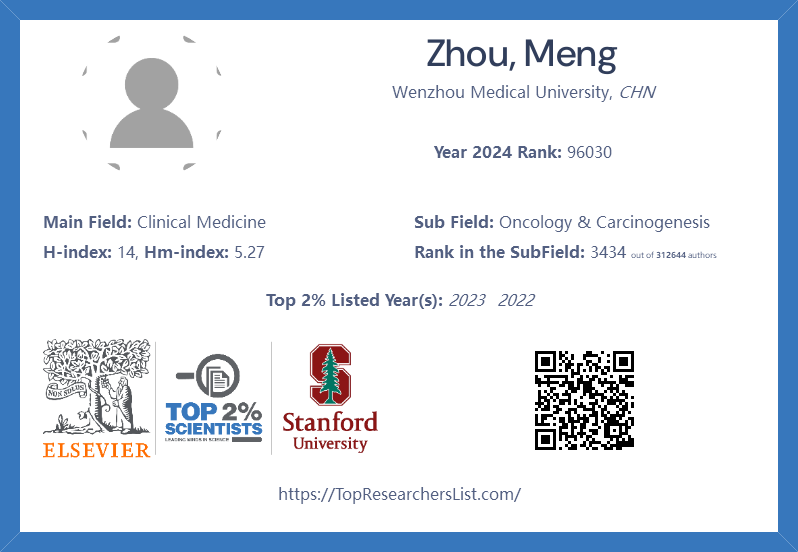 Zhou, Meng
Wenzhou Medical University, CHN
Year 2024 Rank: 96030
Main Field: Clinical Medicine
Sub Field: Oncology & Carcinogenesis
H-index: 14, Hm-index: 5.27
Rank in the SubField: 3434 out of 312644 authors
Top 2% Listed Year(s): 2023 2022
NON SOLUS
ELSEVIER
TOP 2%
SCIENTISTS
LEADING MINDS IN SCIENCE
S
Stanford
University
https://TopResearchersList.com/